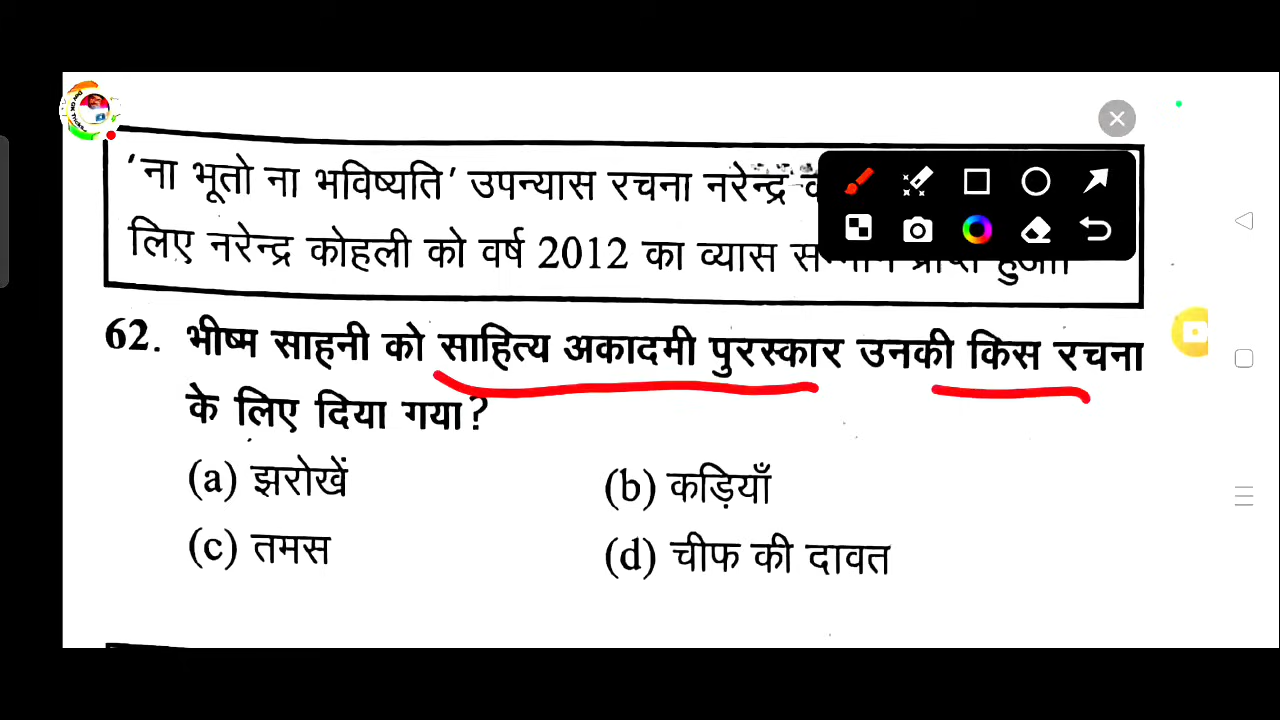 'ना भूतो ना भविष्यति' उपन्यास रचना नरेन्द्र
लिए नरेन्द्र कोहली को वर्ष 2012 का व्यास सम्मान प्राप्त हुआ।
62. भीष्म साहनी को साहित्य अकादमी पुरस्कार उनकी किस रचना
के लिए दिया गया?
(a) झरोखें (b) कड़ियाँ
(c) तमस (d) चीफ की दावत